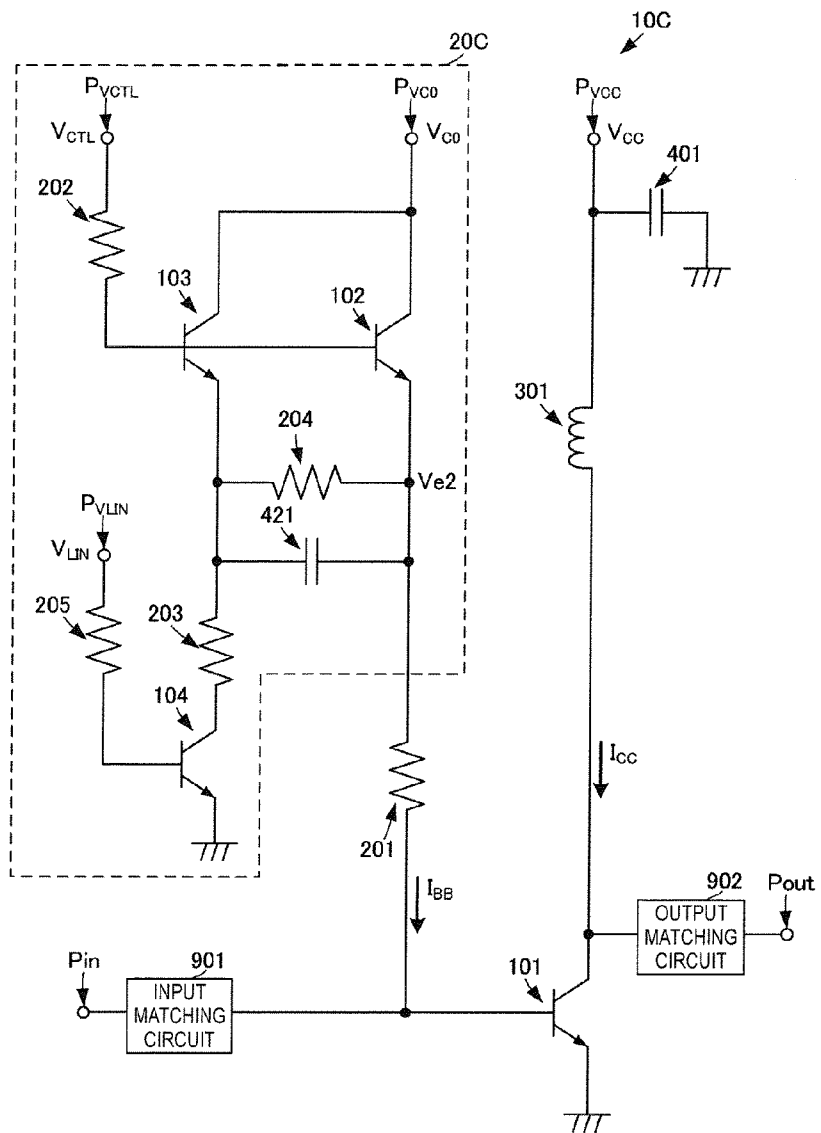 10C
20C
PVCTL
PVC0
PVCC
VCTL
VC0
VCC
401
202
103
102
301
204
Ve2
PVLIN
421
VLIN
205
203
104
ICC
201
IBB
902
Pout
OUTPUT
MATCHING
CIRCUIT
Pin
901
101
INPUT
MATCHING
CIRCUIT